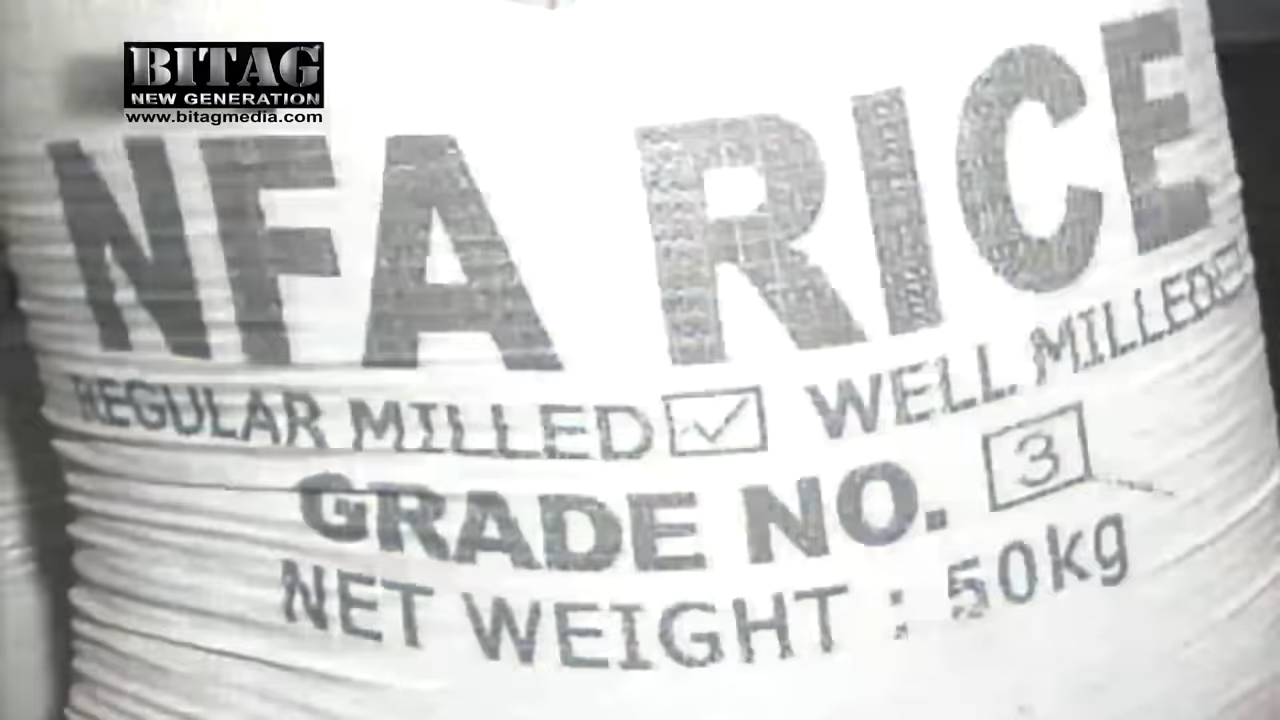 BITAG
NEW GENERATION
www.bitagmedia.com
NFA RICE
REGULAR MILLED ☑ WELL MILLED
GRADE NO. 3
NET WEIGHT : 50kg